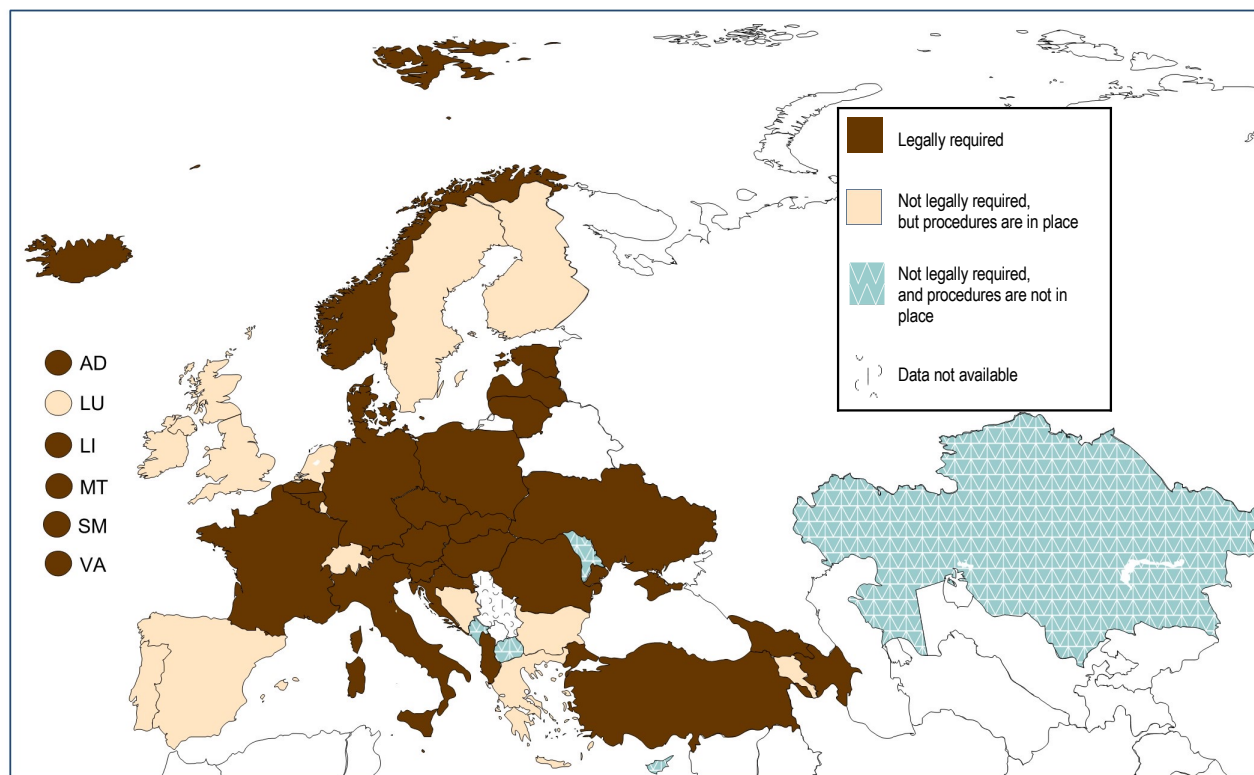 Legally required
Not legally required,
but procedures are in place
Not legally required,
and procedures are not in
place
Data not available
AD
LU
LI
MT
SM
VA